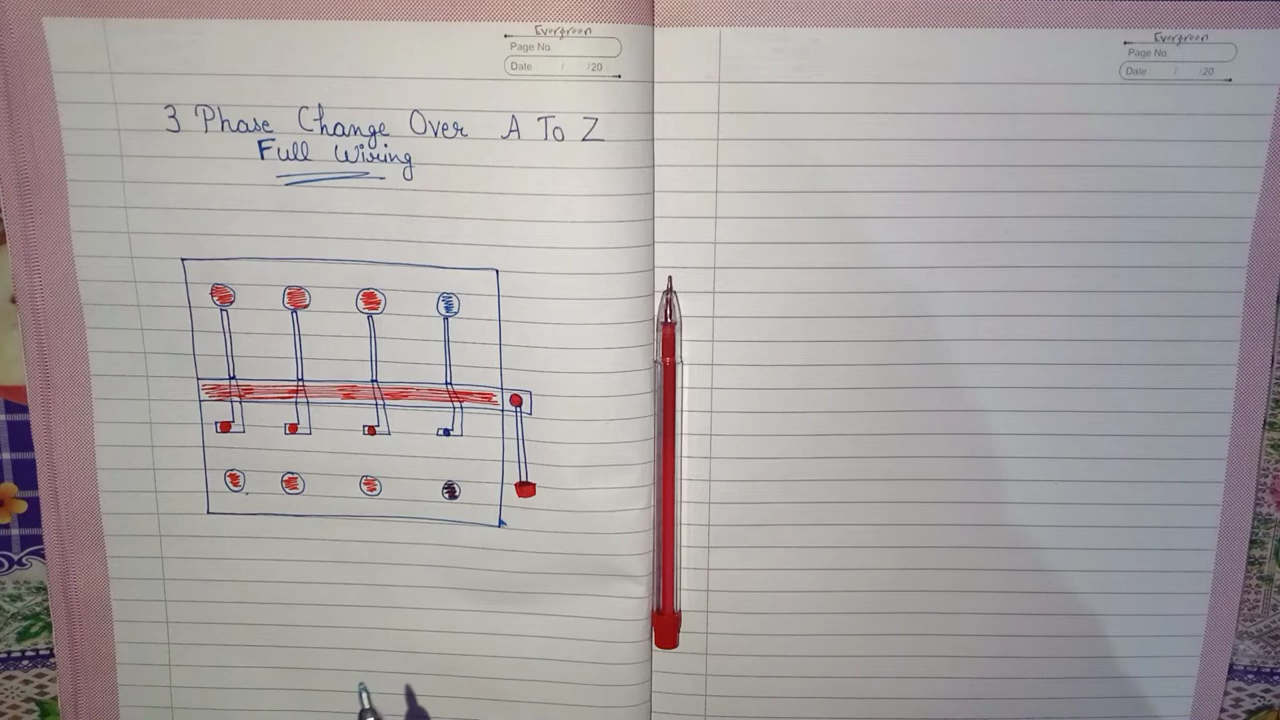 Evergreen
Page No.
Date / /20
3 Phase Change Over A To Z
Full Wiring
Evergreen
Page No.
Date / /20